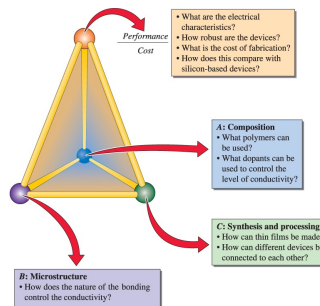 Performance
Cost
• What are the electrical
characteristics?
• How robust are the devices?
• What is the cost of fabrication?
• How does this compare with
silicon-based devices?
A: Composition
• What polymers can
be used?
• What dopants can be
used to control the
level of conductivity?
C: Synthesis and processing
• How can thin films be made
• How can different devices b
connected to each other?
B: Microstructure
• How does the nature of the bonding
control the conductivity?